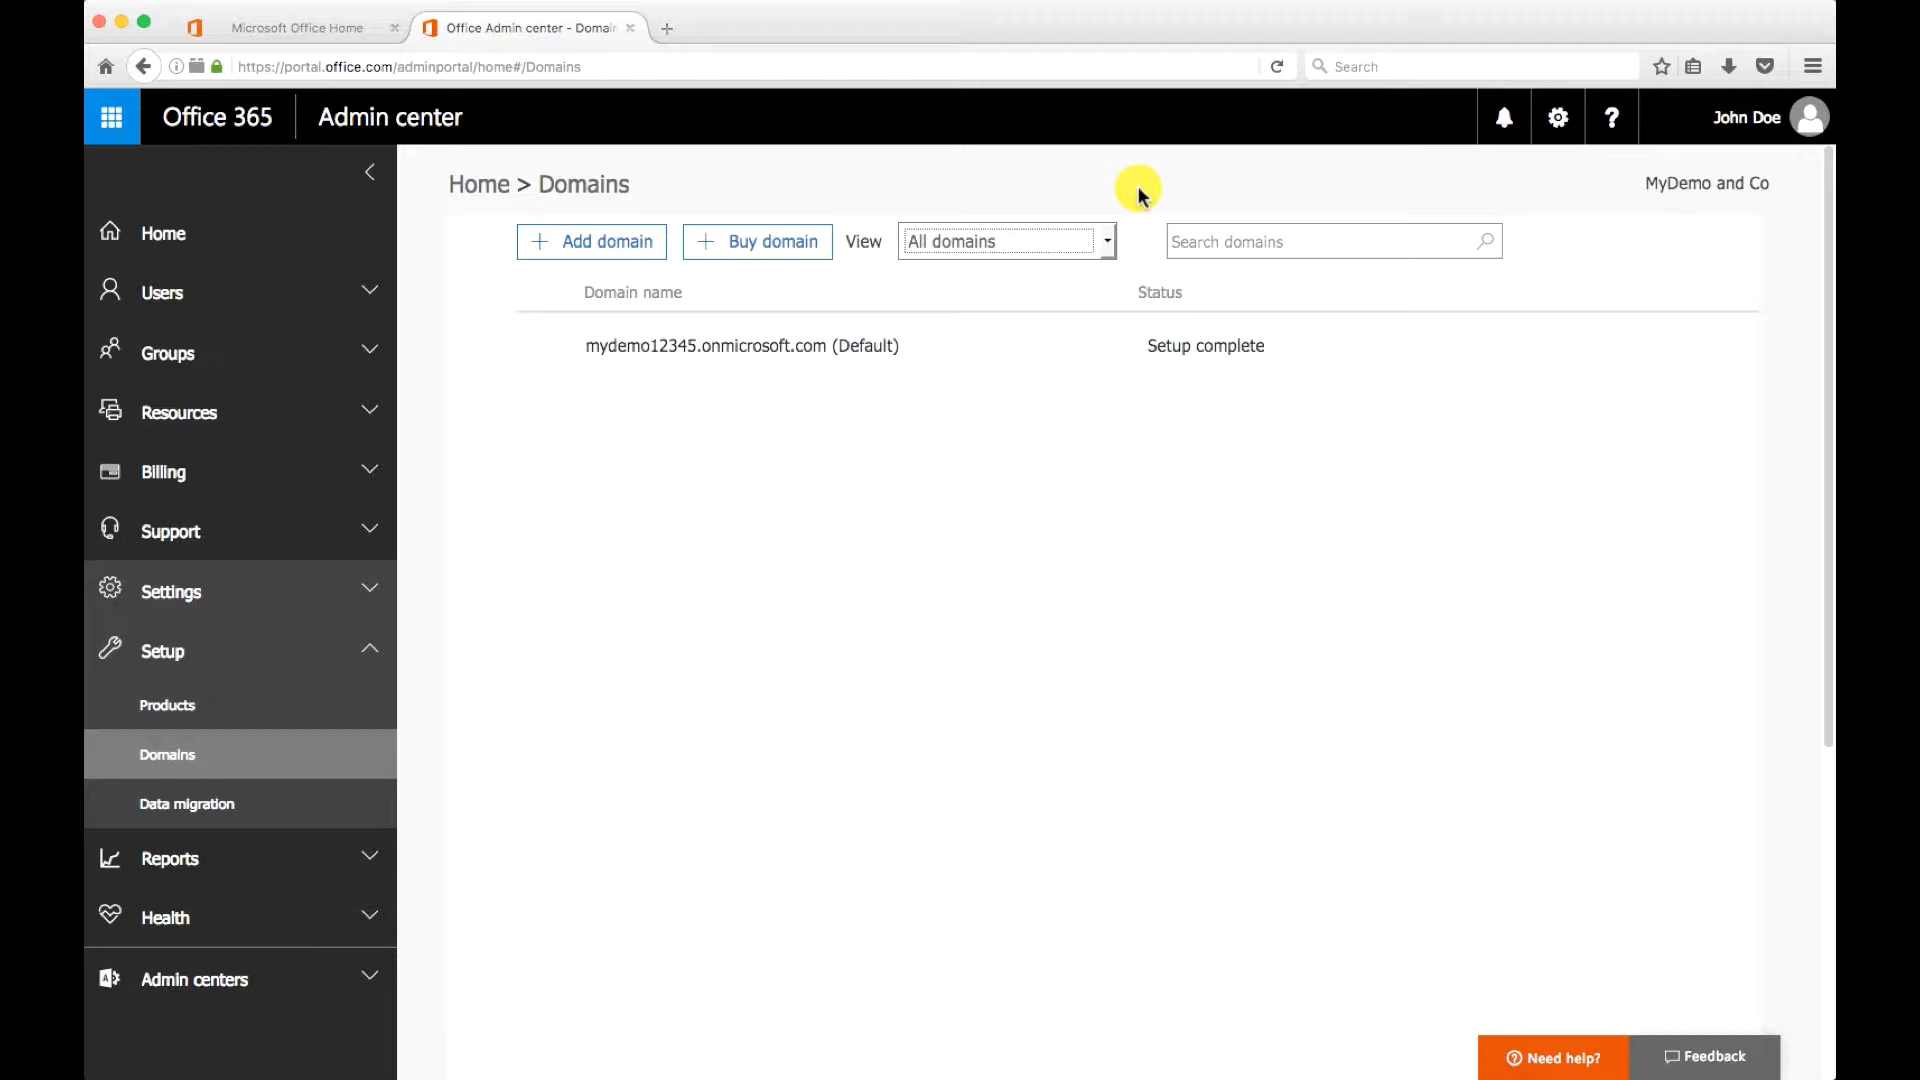 Microsoft Office Home
Office Admin center - Domain
https://portal.office.com/adminportal/home#/Domains
Search
Office 365
Admin center
?
John Doe
Home > Domains
MyDemo and Co
+ Add domain
+ Buy domain
View
All domains
Search domains
Domain name
Status
mydemo12345.onmicrosoft.com (Default)
Setup complete
Home
Users
Groups
Resources
Billing
Support
Settings
Setup
Products
Domains
Data migration
Reports
Health
Admin centers
Need help?
Feedback